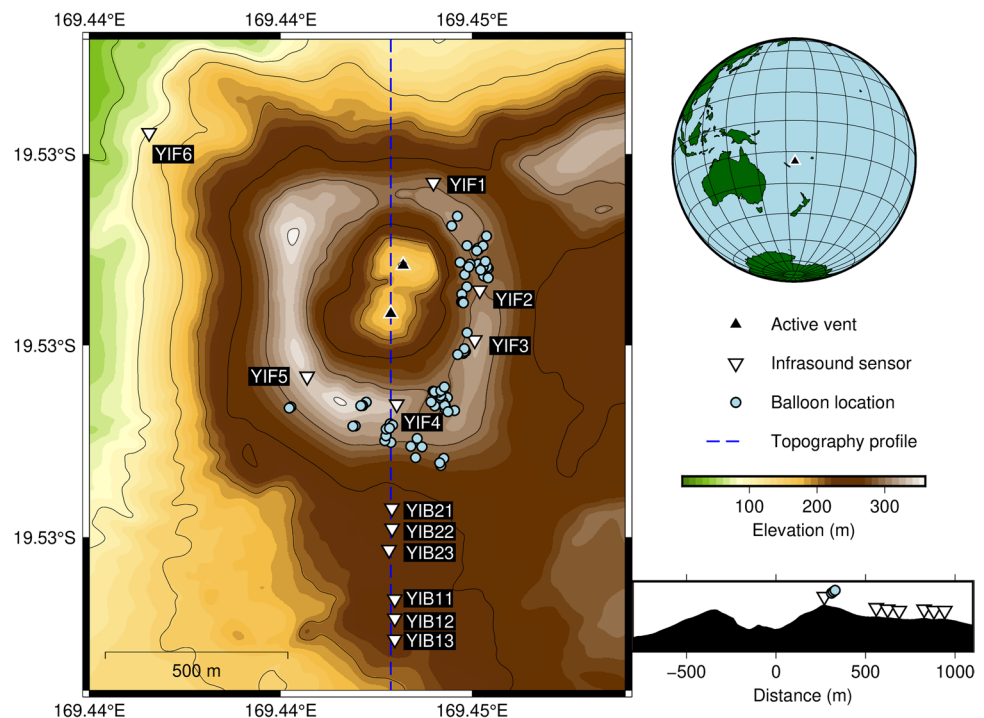 169.44°E 169.44°E 169.45°E
YIF6
19.53°S
YIF1
YIF2
19.53°S
YIF3
YIF5
YIF4
YIB21
YIB22
19.53°S
YIB23
YIB11
YIB12
YIB13
500 m
169.44°E 169.44°E 169.45°E
Active vent
Infrasound sensor
Balloon location
Topography profile
100 200 300
Elevation (m)
−500 0 500 1000
Distance (m)